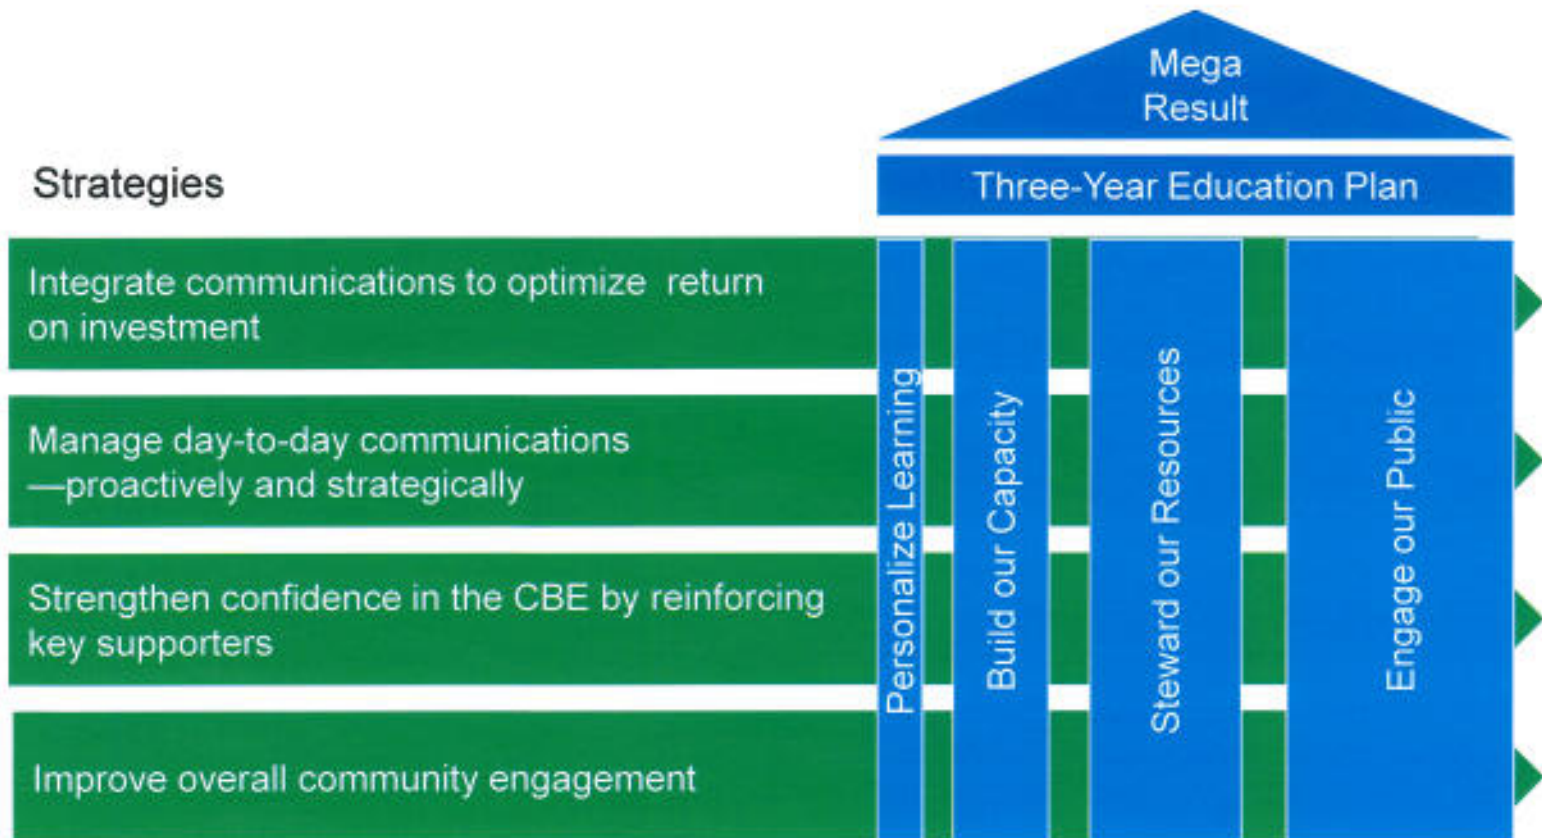 Mega
Result
Three-Year Education Plan
Strategies
Integrate communications to optimize return
on investment
Manage day-to-day communications
—proactively and strategically
Strengthen confidence in the CBE by reinforcing
key supporters
Improve overall community engagement
Personalize Learning
Build our Capacity
Steward our Resources
Engage our Public